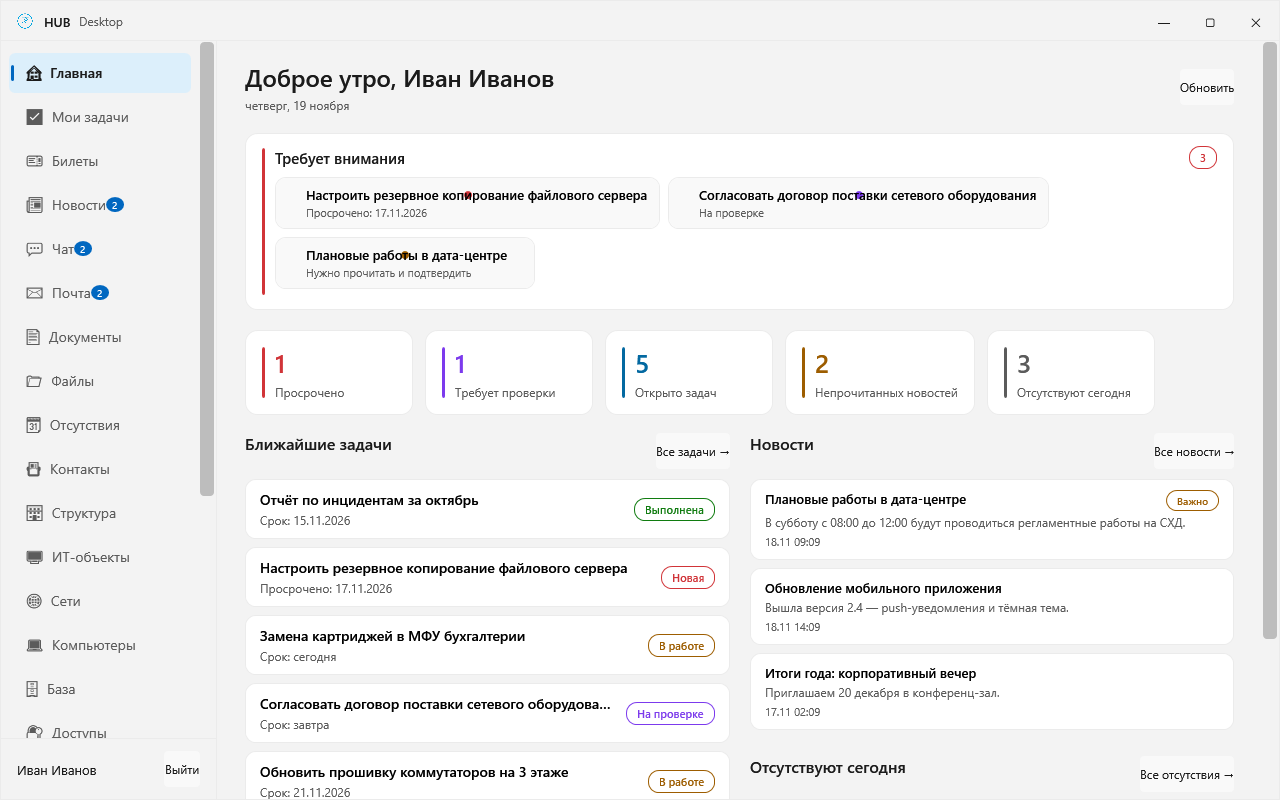 HUB Desktop
Главная
Мои задачи
Билеты
Новости 2
Чат 2
Почта 2
Документы
Файлы
31 Отсутствия
Контакты
Структура
ИТ-объекты
Сети
Компьютеры
База
Доступы
Иван Иванов Выйти
Доброе утро, Иван Иванов
четверг, 19 ноября
Обновить
Требует внимания 3
Настроить резервное копирование файлового сервера
Просрочено: 17.11.2026
Согласовать договор поставки сетевого оборудования
На проверке
Плановые работы в дата-центре
Нужно прочитать и подтвердить
1
Просрочено
1
Требует проверки
5
Открыто задач
2
Непрочитанных новостей
3
Отсутствуют сегодня
Ближайшие задачи Все задачи →
Отчёт по инцидентам за октябрь
Срок: 15.11.2026
Выполнена
Настроить резервное копирование файлового сервера
Просрочено: 17.11.2026
Новая
Замена картриджей в МФУ бухгалтерии
Срок: сегодня
В работе
Согласовать договор поставки сетевого оборудова...
Срок: завтра
На проверке
Обновить прошивку коммутаторов на 3 этаже
Срок: 21.11.2026
В работе
Новости Все новости →
Плановые работы в дата-центре Важно
В субботу с 08:00 до 12:00 будут проводиться регламентные работы на СХД.
18.11 09:09
Обновление мобильного приложения
Вышла версия 2.4 — push-уведомления и тёмная тема.
18.11 14:09
Итоги года: корпоративный вечер
Приглашаем 20 декабря в конференц-зал.
17.11 02:09
Отсутствуют сегодня Все отсутствия →